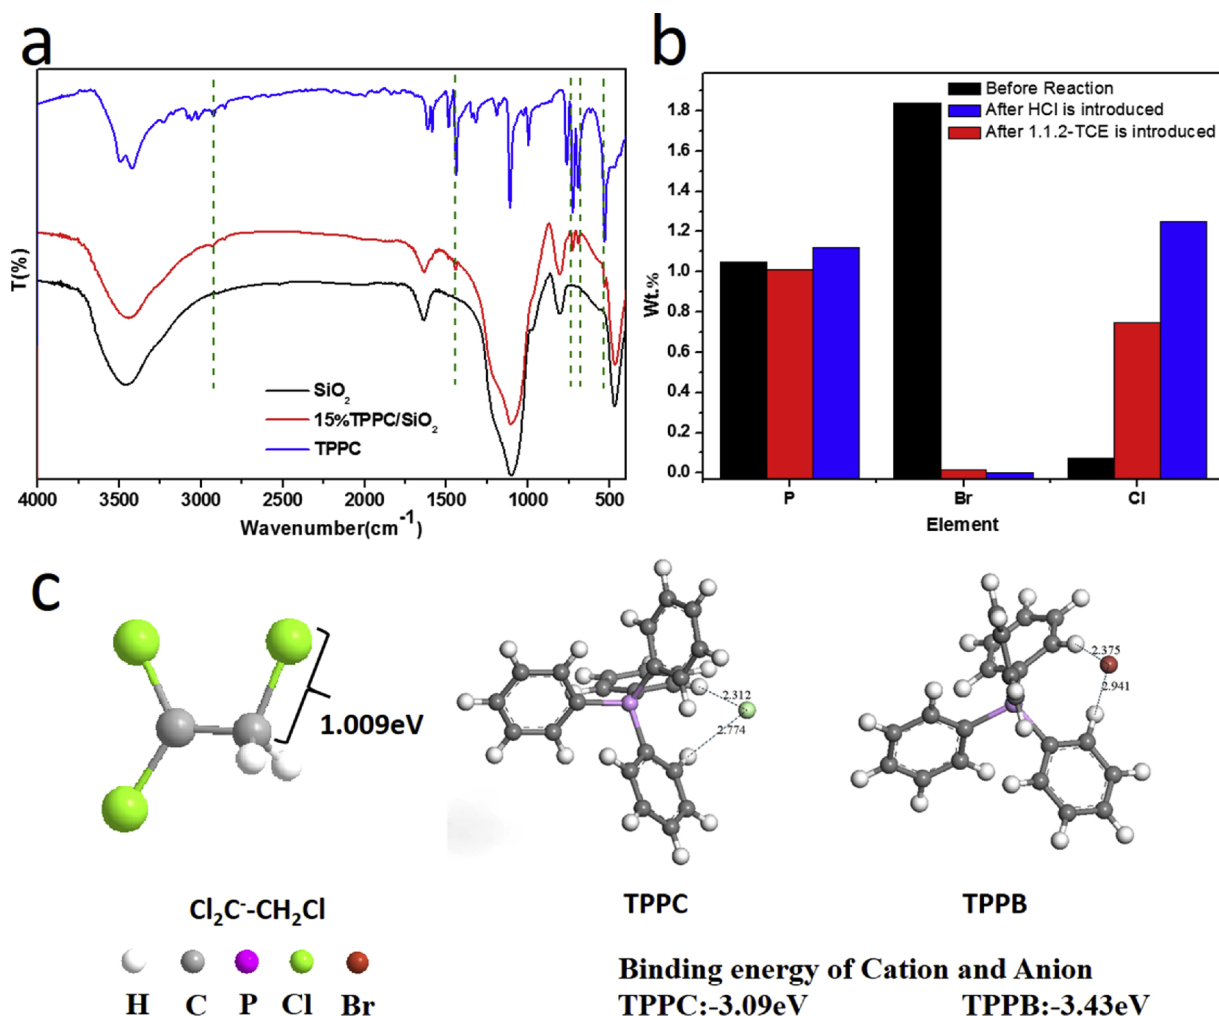 a
T(%)
SiO2
15%TPPC/SiO2
TPPC
4000 3500 3000 2500 2000 1500 1000 500
Wavenumber(cm-1)
b
Before Reaction
After HCl is introduced
After 1.1.2-TCE is introduced
Wt.%
1.8
1.6
1.4
1.2
1.0
0.8
0.6
0.4
0.2
0.0
P Br Cl
Element
c
1.009eV
Cl2C--CH2Cl
H C P Cl Br
2.312
2.774
TPPC
2.375
2.941
TPPB
Binding energy of Cation and Anion
TPPC:-3.09eV TPPB:-3.43eV